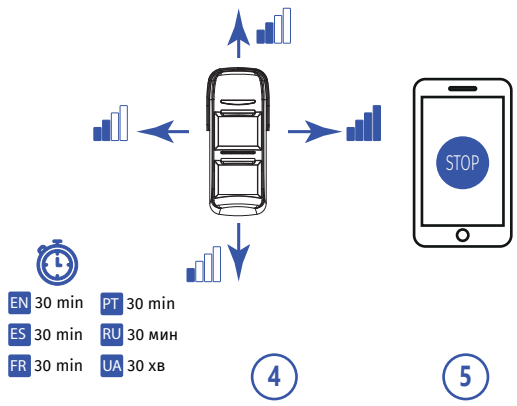 STOP
EN 30 min PT 30 min
ES 30 min RU 30 мин
FR 30 min UA 30 хв
4 5